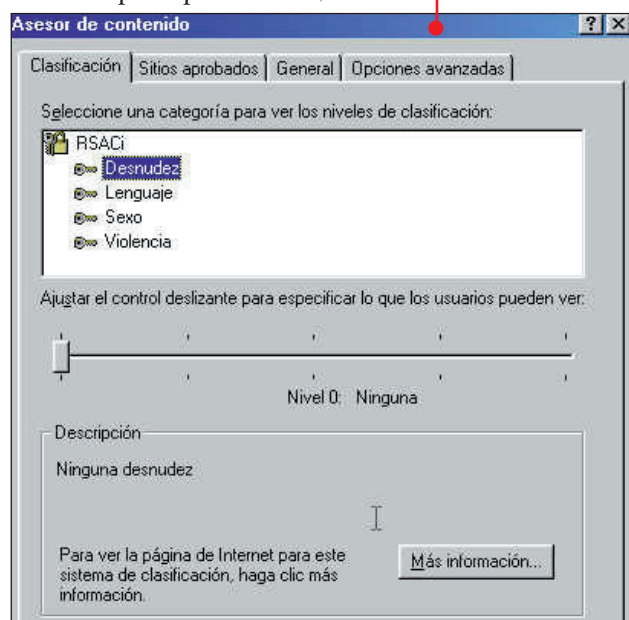 Asesor de contenido
Clasificación Sitios aprobados General Opciones avanzadas
Seleccione una categoría para ver los niveles de clasificación:
RSACi
Desnudez
Lenguaje
Sexo
Violencia
Ajustar el control deslizante para especificar lo que los usuarios pueden ver:
Nivel 0: Ninguna
Descripción
Ninguna desnudez
Para ver la página de Internet para este
sistema de clasificación, haga clic más
información.
Más información...